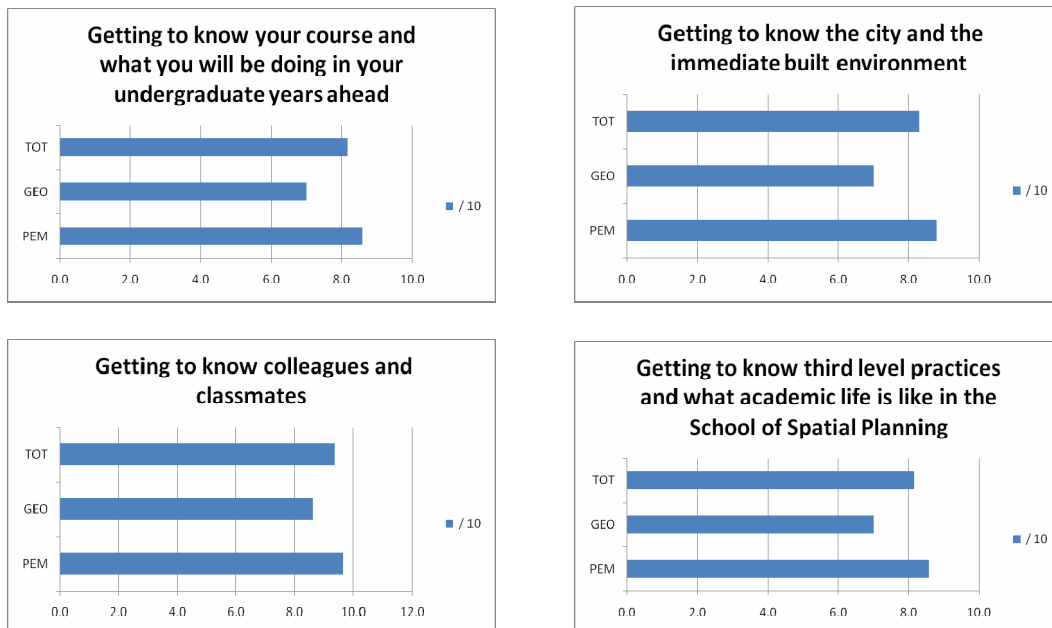 Getting to know your course and
what you will be doing in your
undergraduate years ahead
TOT
GEO
PEM
/ 10
0.0 2.0 4.0 6.0 8.0 10.0
Getting to know the city and the
immediate built environment
TOT
GEO
PEM
/ 10
0.0 2.0 4.0 6.0 8.0 10.0
Getting to know colleagues and
classmates
TOT
GEO
PEM
/ 10
0.0 2.0 4.0 6.0 8.0 10.0 12.0
Getting to know third level practices
and what academic life is like in the
School of Spatial Planning
TOT
GEO
PEM
/ 10
0.0 2.0 4.0 6.0 8.0 10.0